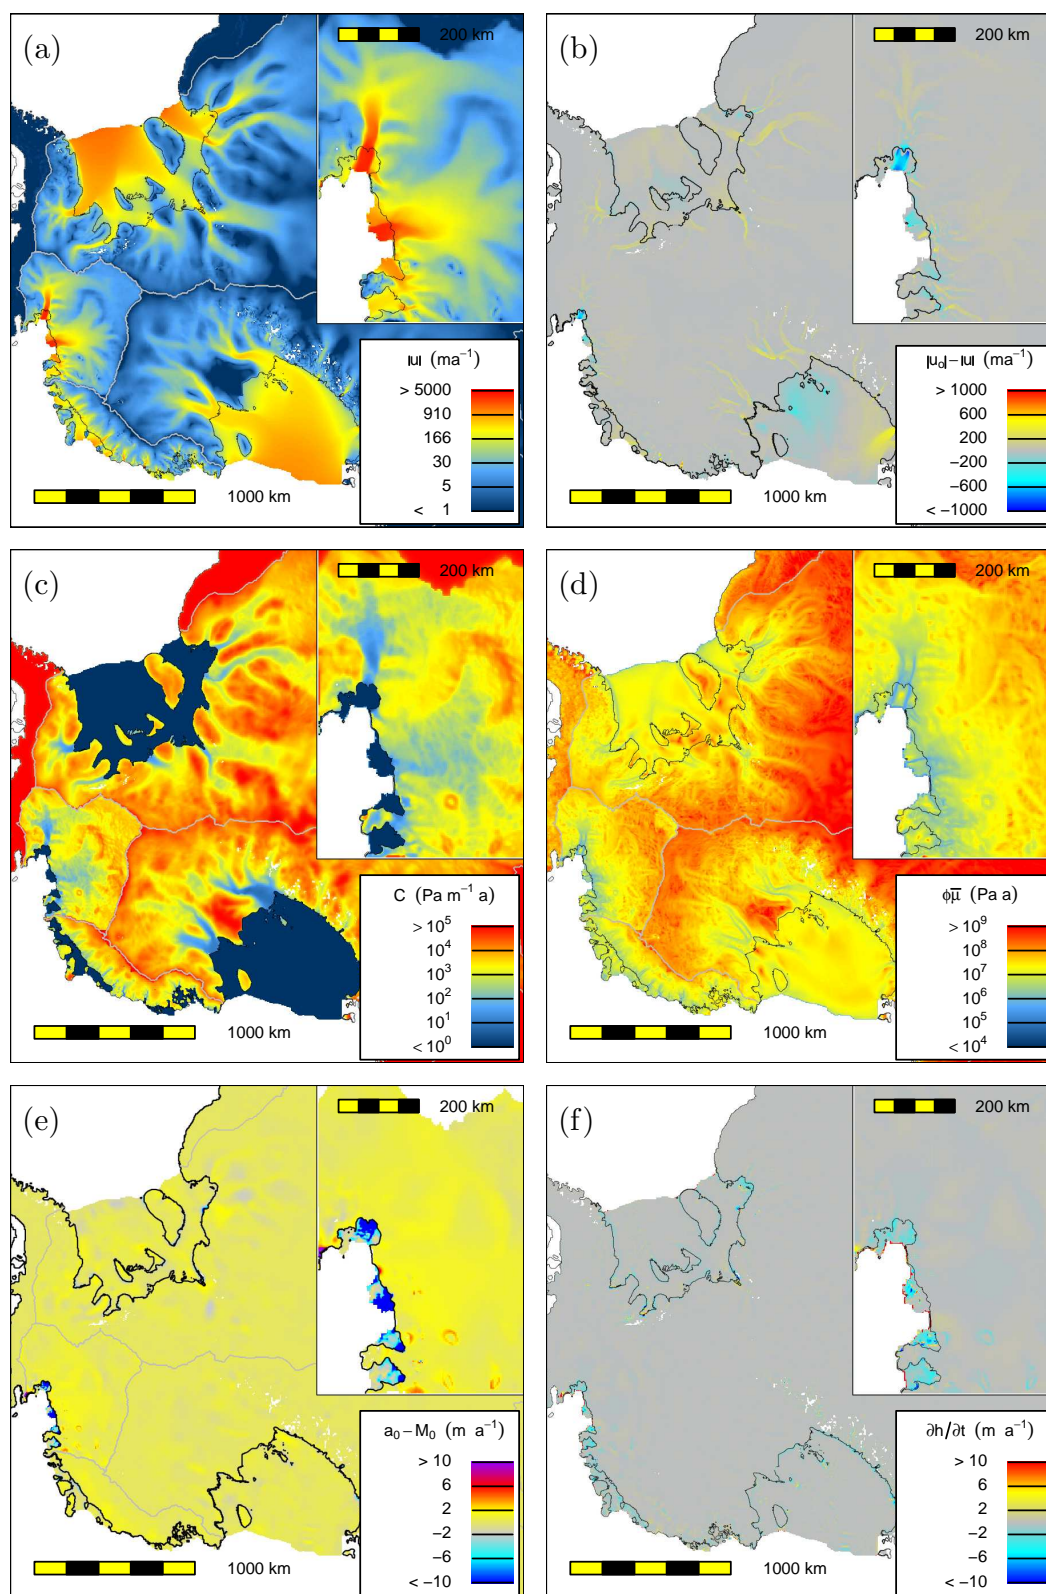 (a)
200 km
|u| (ma⁻¹)
> 5000
910
166
30
5
< 1
1000 km
(b)
200 km
|u₀|−|u| (ma⁻¹)
> 1000
600
200
−200
−600
< −1000
1000 km
(c)
200 km
C (Pa m⁻¹ a)
> 10⁵
10⁴
10³
10²
10¹
< 10⁰
1000 km
(d)
200 km
ϕμ̅ (Pa a)
> 10⁹
10⁸
10⁷
10⁶
10⁵
< 10⁴
1000 km
(e)
200 km
a₀−M₀ (m a⁻¹)
> 10
6
2
−2
−6
< −10
1000 km
(f)
200 km
∂h/∂t (m a⁻¹)
> 10
6
2
−2
−6
< −10
1000 km